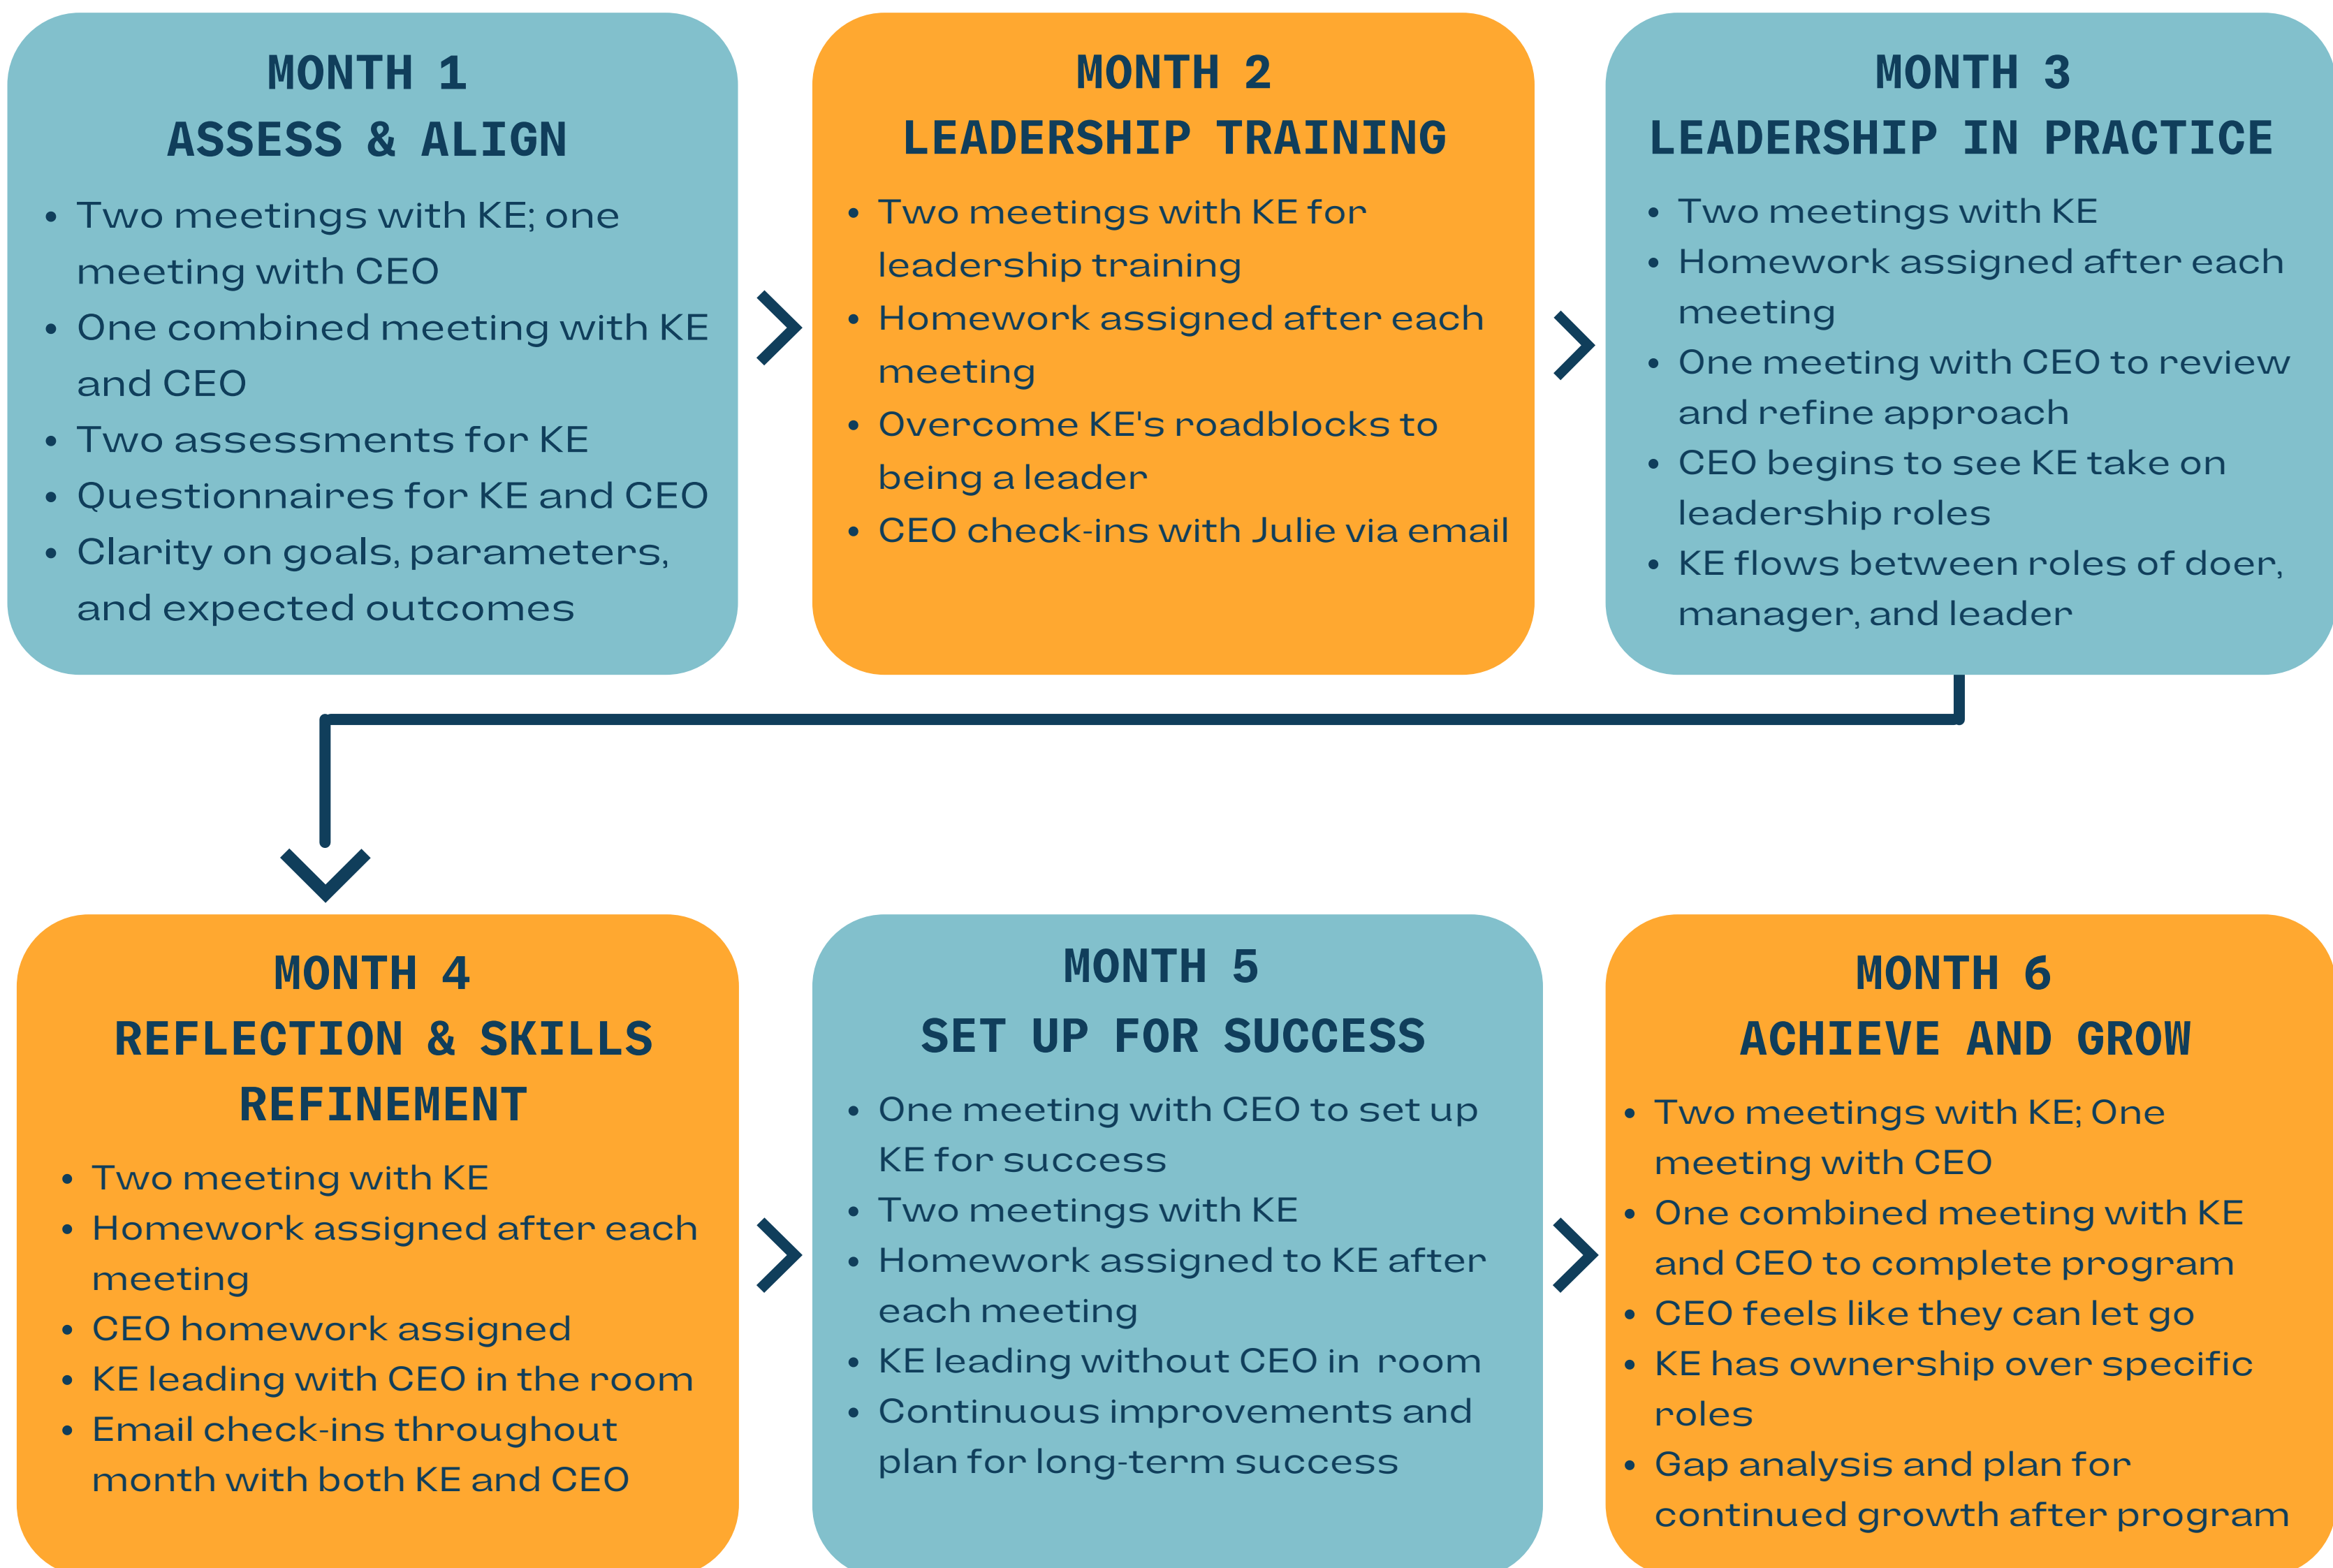 MONTH 1
ASSESS & ALIGN
• Two meetings with KE; one
meeting with CEO
• One combined meeting with KE
and CEO
• Two assessments for KE
• Questionnaires for KE and CEO
• Clarity on goals, parameters,
and expected outcomes
MONTH 2
LEADERSHIP TRAINING
• Two meetings with KE for
leadership training
• Homework assigned after each
meeting
• Overcome KE's roadblocks to
being a leader
• CEO check-ins with Julie via email
MONTH 3
LEADERSHIP IN PRACTICE
• Two meetings with KE
• Homework assigned after each
meeting
• One meeting with CEO to review
and refine approach
• CEO begins to see KE take on
leadership roles
• KE flows between roles of doer,
manager, and leader
MONTH 4
REFLECTION & SKILLS
REFINEMENT
• Two meeting with KE
• Homework assigned after each
meeting
• CEO homework assigned
• KE leading with CEO in the room
• Email check-ins throughout
month with both KE and CEO
MONTH 5
SET UP FOR SUCCESS
• One meeting with CEO to set up
KE for success
• Two meetings with KE
• Homework assigned to KE after
each meeting
• KE leading without CEO in  room
• Continuous improvements and
plan for long-term success
MONTH 6
ACHIEVE AND GROW
• Two meetings with KE; One
meeting with CEO
• One combined meeting with KE
and CEO to complete program
• CEO feels like they can let go
• KE has ownership over specific
roles
• Gap analysis and plan for
continued growth after program